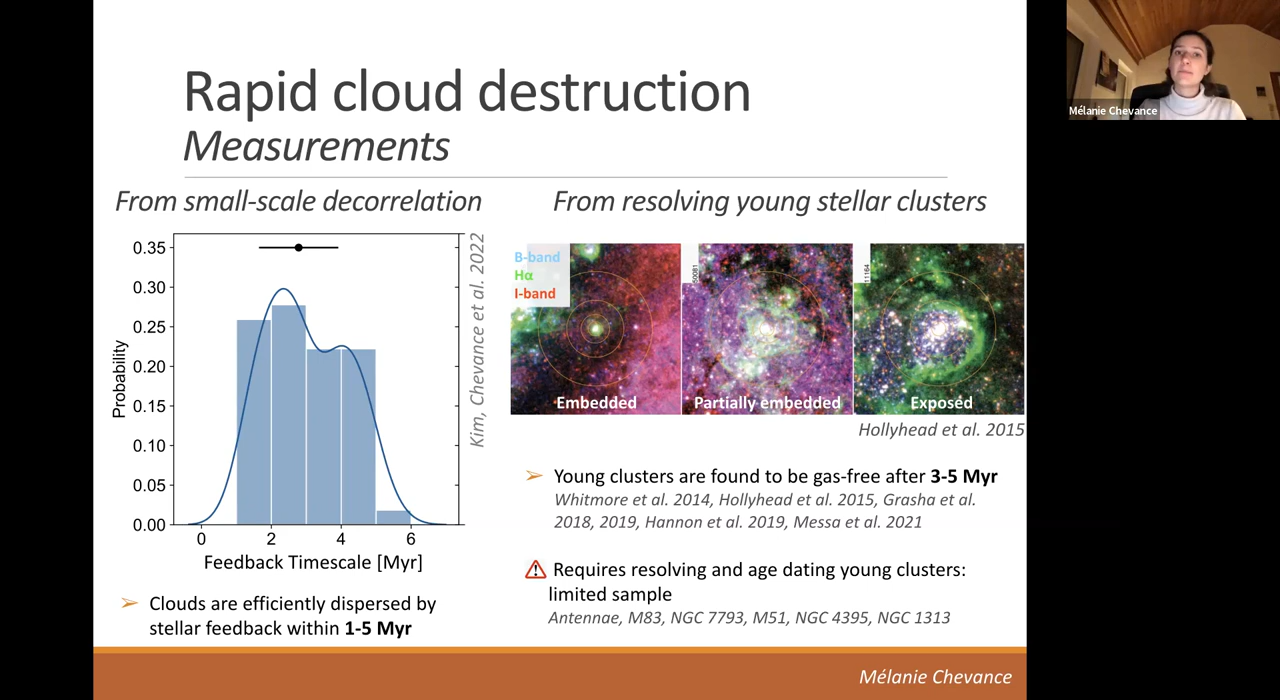 Rapid cloud destruction
Measurements
From small-scale decorrelation
From resolving young stellar clusters
0.35
0.30
0.25
0.20
0.15
0.10
0.05
0.00
Probability
0 2 4 6
Feedback Timescale [Myr]
Kim, Chevance et al. 2022
➢ Clouds are efficiently dispersed by
stellar feedback within 1-5 Myr
B-band
Hα
I-band
50081
11164
Embedded
Partially embedded
Exposed
Hollyhead et al. 2015
➢ Young clusters are found to be gas-free after 3-5 Myr
Whitmore et al. 2014, Hollyhead et al. 2015, Grasha et al.
2018, 2019, Hannon et al. 2019, Messa et al. 2021
⚠ Requires resolving and age dating young clusters:
limited sample
Antennae, M83, NGC 7793, M51, NGC 4395, NGC 1313
Mélanie Chevance
Mélanie Chevance